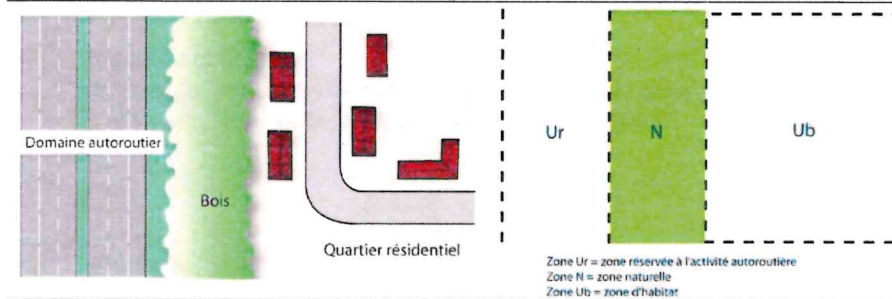 Domaine autoroutier
Bois
Quartier résidentiel
Ur
N
Ub
Zone Ur = zone réservée à l'activité autoroutière
Zone N = zone naturelle
Zone Ub = zone d'habitat